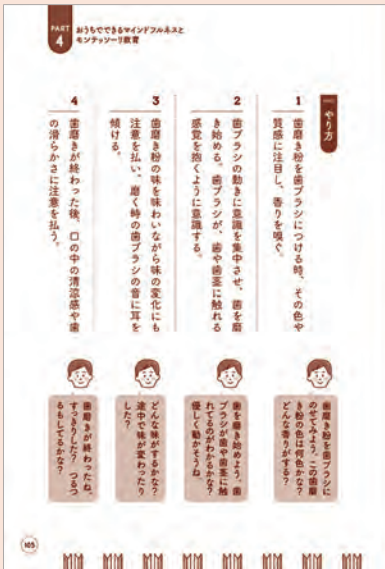 PART
4
おうちでできるマインドフルネスと
モンテッソーリ教育
やり方
1
歯磨き粉を歯ブラシにつける時、その色や
質感に注目し、香りを嗅ぐ。
2
歯ブラシの動きに意識を集中させ、歯を磨
き始める。歯ブラシが、歯や歯茎に触れる
感覚を抱くように意識する。
3
歯磨き粉の味を味わいながら味の変化にも
注意を払い、磨く時の歯ブラシの音に耳を
傾ける。
4
歯磨きが終わった後、口の中の清涼感や歯
の滑らかさに注意を払う。
歯磨き粉を歯ブラシに
のせてみよう。この歯磨
き粉の色は何色かな？
どんな香りがする？
歯を磨き始めよう。歯
ブラシが歯や歯茎に触
れてるのがわかるかな？
優しく動かそうね
どんな味がするかな？
途中で味が変わったり
した？
歯磨きが終わったね。
すっきりした？ つるつ
るもしてるかな？
105